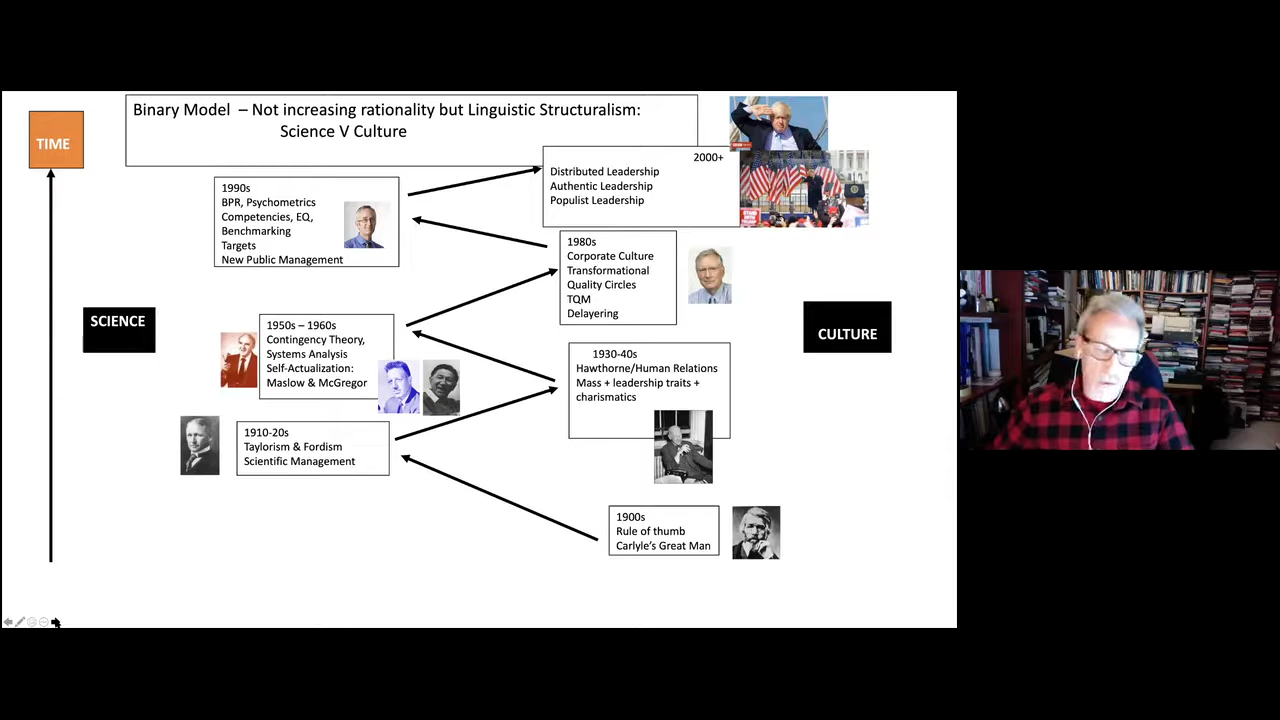 TIME
Binary Model – Not increasing rationality but Linguistic Structuralism:
Science V Culture
2000+
Distributed Leadership
Authentic Leadership
Populist Leadership
1990s
BPR, Psychometrics
Competencies, EQ,
Benchmarking
Targets
New Public Management
1980s
Corporate Culture
Transformational
Quality Circles
TQM
Delayering
SCIENCE
CULTURE
1950s – 1960s
Contingency Theory,
Systems Analysis
Self-Actualization:
Maslow & McGregor
1930-40s
Hawthorne/Human Relations
Mass + leadership traits +
charismatics
1910-20s
Taylorism & Fordism
Scientific Management
1900s
Rule of thumb
Carlyle's Great Man